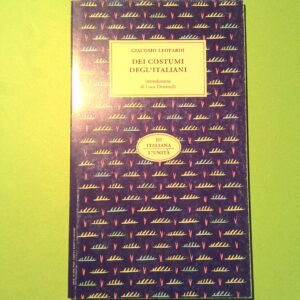 GIACOMO LEOPARDI
DEI COSTUMI
DEGL'ITALIANI
Introduzione
di Luca Doninelli
ITALIANA
L'UNITÀ